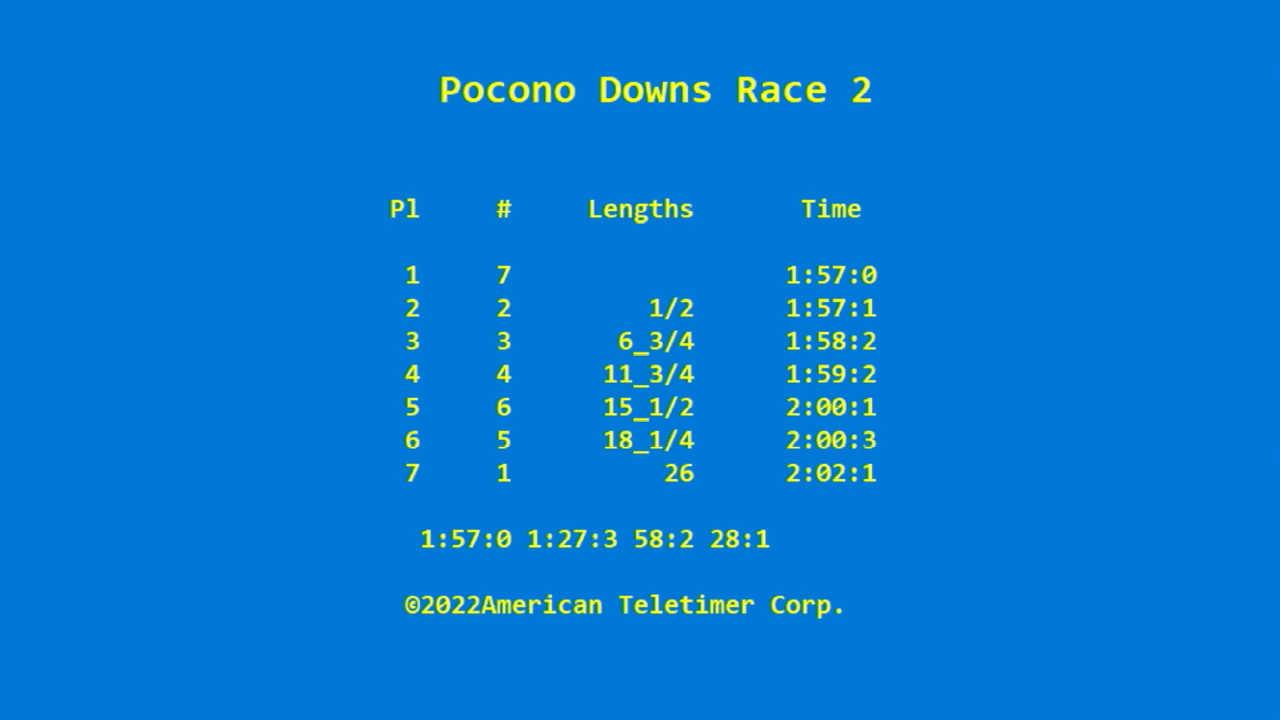 Pocono Downs Race 2
Pl # Lengths Time
1 7 1:57:0
2 2 1/2 1:57:1
3 3 6_3/4 1:58:2
4 4 11_3/4 1:59:2
5 6 15_1/2 2:00:1
6 5 18_1/4 2:00:3
7 1 26 2:02:1
1:57:0 1:27:3 58:2 28:1
©2022American Teletimer Corp.